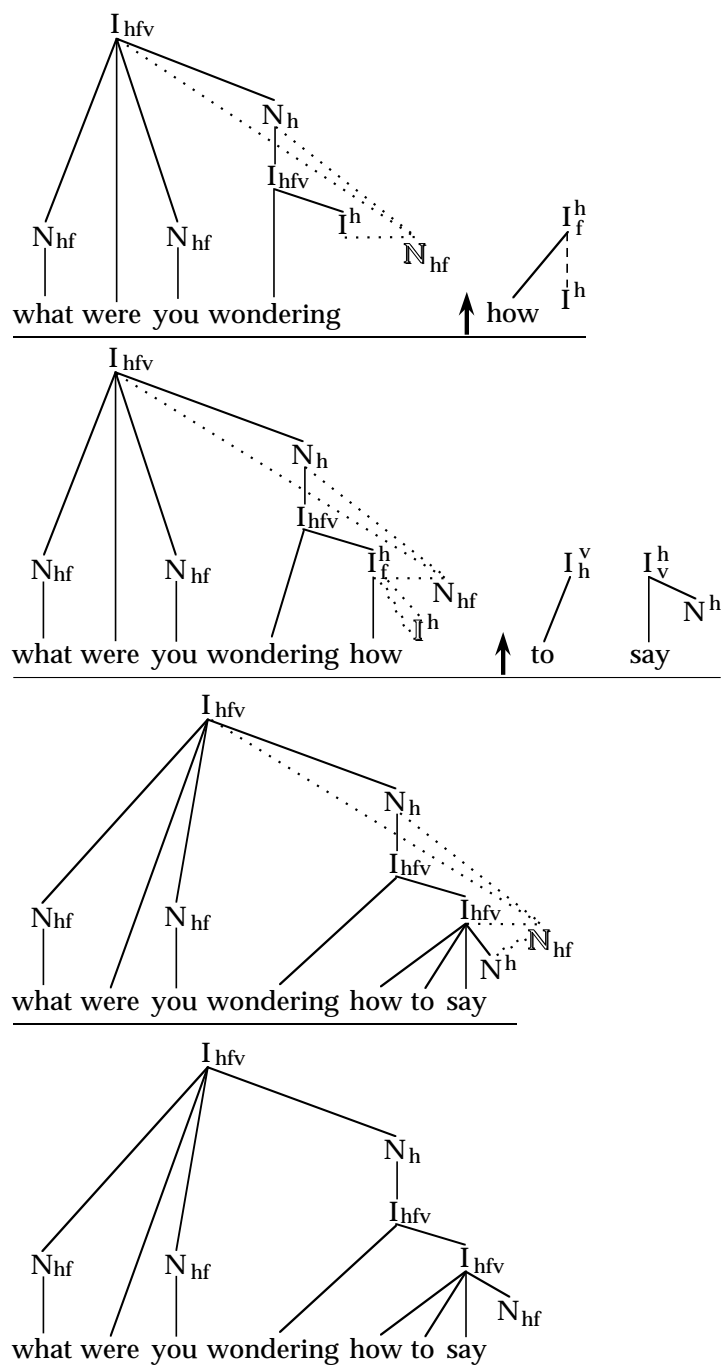 I hfv
N h
I hfv
N hf N hf I h ℕ hf I h f
I h
what were you wondering how
I hfv
N h
I hfv
N hf N hf I h f N hf I v h I h v
𝕀 h N h
what were you wondering how to say
I hfv
N h
I hfv
N hf N hf I hfv ℕ hf
N h
what were you wondering how to say
I hfv
N h
I hfv
N hf N hf I hfv
N hf
what were you wondering how to say